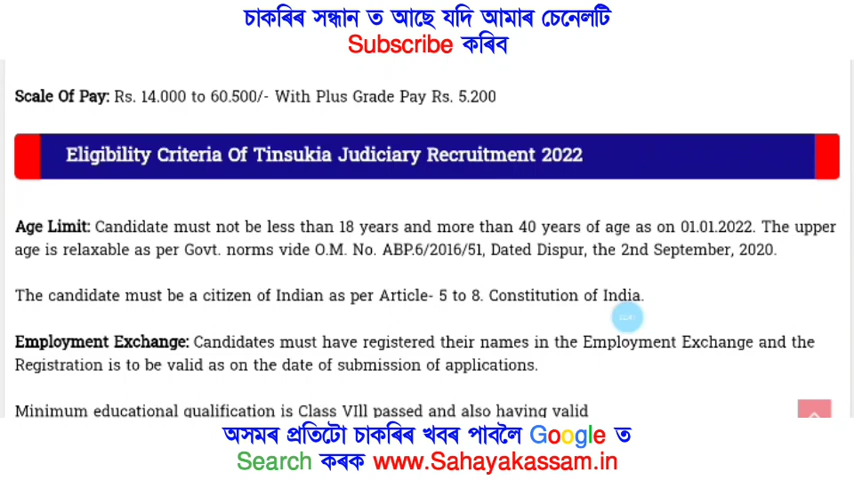 চাকৰিৰ সন্ধান ত আছে যদি আমাৰ চেনেলটি
Subscribe কৰিব
Scale Of Pay: Rs. 14.000 to 60.500/- With Plus Grade Pay Rs. 5.200
Eligibility Criteria Of Tinsukia Judiciary Recruitment 2022
Age Limit: Candidate must not be less than 18 years and more than 40 years of age as on 01.01.2022. The upper
age is relaxable as per Govt. norms vide O.M. No. ABP.6/2016/51, Dated Dispur, the 2nd September, 2020.
The candidate must be a citizen of Indian as per Article- 5 to 8. Constitution of India.
Employment Exchange: Candidates must have registered their names in the Employment Exchange and the
Registration is to be valid as on the date of submission of applications.
Minimum educational qualification is Class VIll passed and also having valid
অসমৰ প্ৰতিটো চাকৰিৰ খবৰ পাবলৈ Google ত
Search কৰক www.Sahayakassam.in